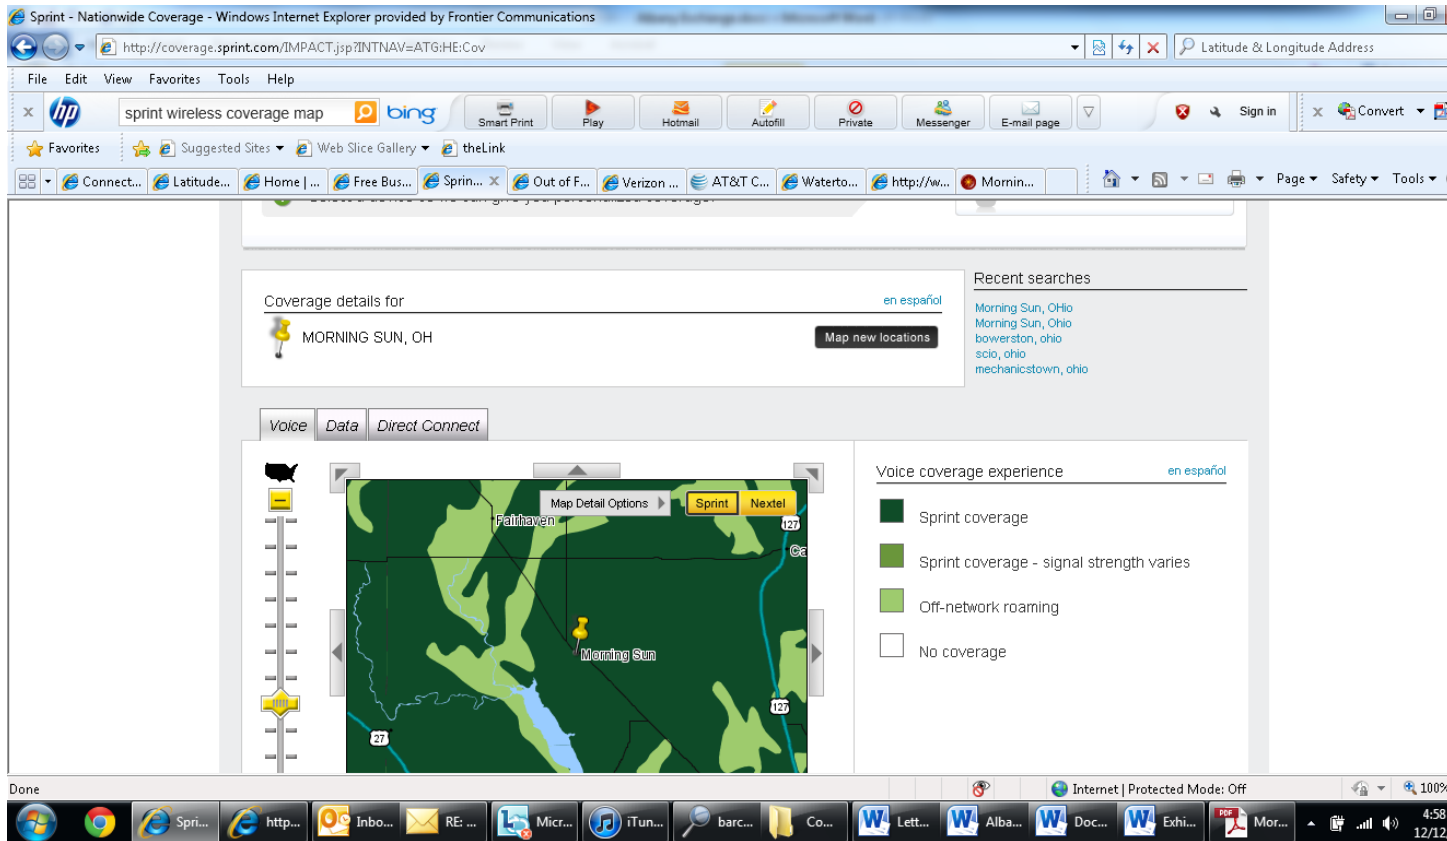 Sprint - Nationwide Coverage - Windows Internet Explorer provided by Frontier Communications
http://coverage.sprint.com/IMPACT.jsp?INTNAV=ATG:HE:Cov
Latitude & Longitude Address
File Edit View Favorites Tools Help
sprint wireless coverage map
bing
Smart Print
Play
Hotmail
Autofill
Private
Messenger
E-mail page
Sign in
Convert
Favorites
Suggested Sites
Web Slice Gallery
theLink
Connect...
Latitude...
Home | ...
Free Bus...
Sprin...
Out of F...
Verizon ...
AT&T C...
Waterto...
http://w...
Mornin...
Page
Safety
Tools
Recent searches
Coverage details for
en español
Morning Sun, OHio
MORNING SUN, OH
Map new locations
Morning Sun, Ohio
bowerston, ohio
scio, ohio
mechanicstown, ohio
Voice
Data
Direct Connect
Voice coverage experience
en español
Map Detail Options
Sprint
Nextel
Fairhaven
127
Ca
Sprint coverage
Sprint coverage - signal strength varies
Off-network roaming
No coverage
Morning Sun
127
27
Done
Internet | Protected Mode: Off
100%
Spri...
http...
Inbo...
RE: ...
Micr...
iTun...
barc...
Co...
Lett...
Alba...
Doc...
Exhi...
Mor...
4:58
12/12